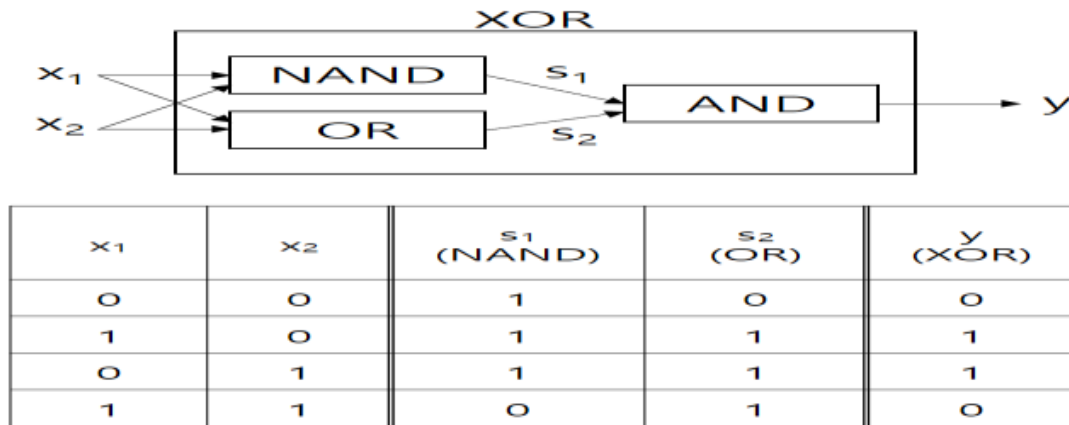 XOR
x₁ NAND s₁ AND y
x₂ OR s₂
x₁ x₂ s₁ (NAND) s₂ (OR) y (XOR)
0 0 1 0 0
1 0 1 1 1
0 1 1 1 1
1 1 0 1 0